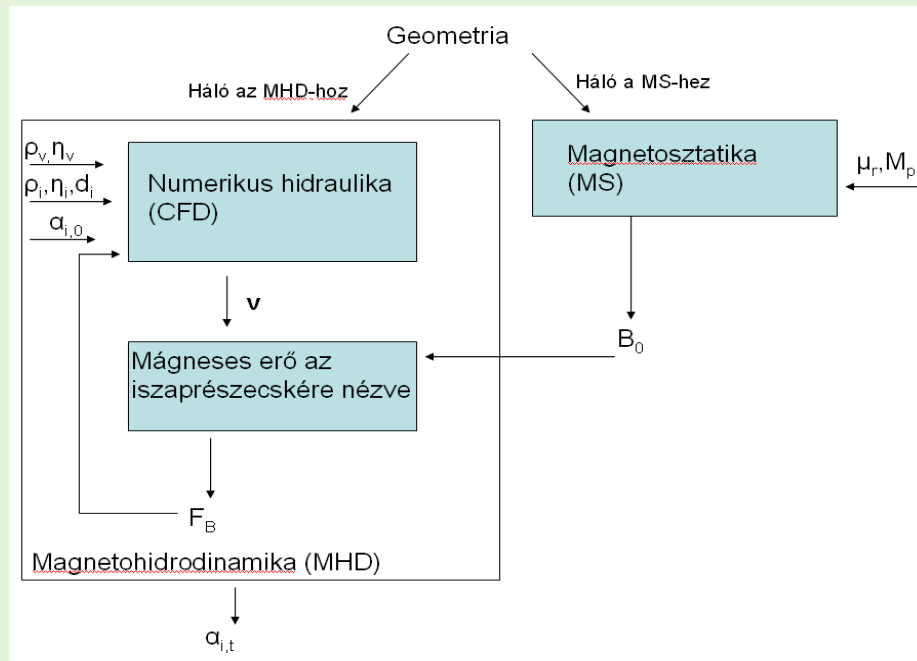 Geometria
Háló az MHD-hoz
Háló a MS-hez
ρv,ηv
ρi,ηi,di
αi,0
Numerikus hidraulika
(CFD)
Magnetosztatika
(MS)
μr,Mp
v
B0
Mágneses erő az
iszaprészecskére nézve
FB
Magnetohidrodinamika (MHD)
αi,t